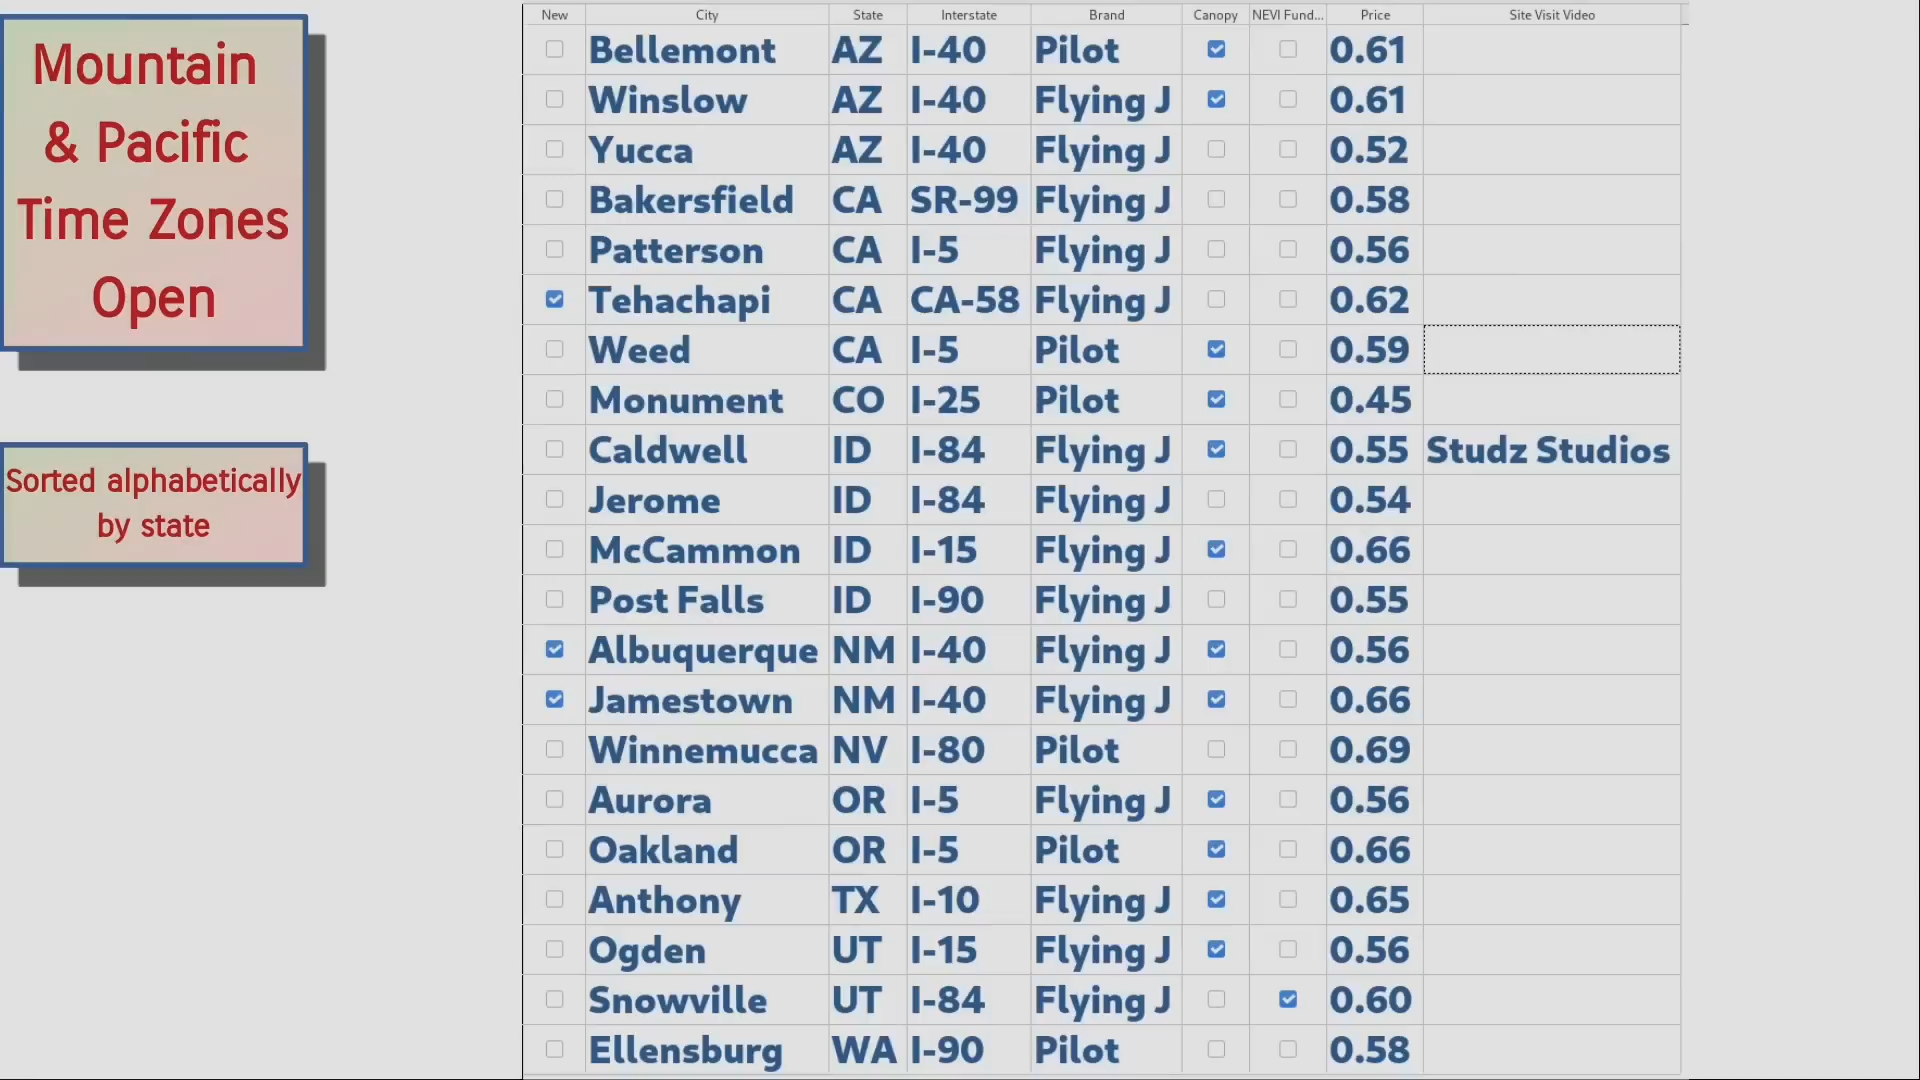 Mountain
& Pacific
Time Zones
Open
Sorted alphabetically
by state
New City State Interstate Brand Canopy NEVI Fund... Price Site Visit Video
Bellemont AZ I-40 Pilot 0.61
Winslow AZ I-40 Flying J 0.61
Yucca AZ I-40 Flying J 0.52
Bakersfield CA SR-99 Flying J 0.58
Patterson CA I-5 Flying J 0.56
Tehachapi CA CA-58 Flying J 0.62
Weed CA I-5 Pilot 0.59
Monument CO I-25 Pilot 0.45
Caldwell ID I-84 Flying J 0.55 Studz Studios
Jerome ID I-84 Flying J 0.54
McCammon ID I-15 Flying J 0.66
Post Falls ID I-90 Flying J 0.55
Albuquerque NM I-40 Flying J 0.56
Jamestown NM I-40 Flying J 0.66
Winnemucca NV I-80 Pilot 0.69
Aurora OR I-5 Flying J 0.56
Oakland OR I-5 Pilot 0.66
Anthony TX I-10 Flying J 0.65
Ogden UT I-15 Flying J 0.56
Snowville UT I-84 Flying J 0.60
Ellensburg WA I-90 Pilot 0.58